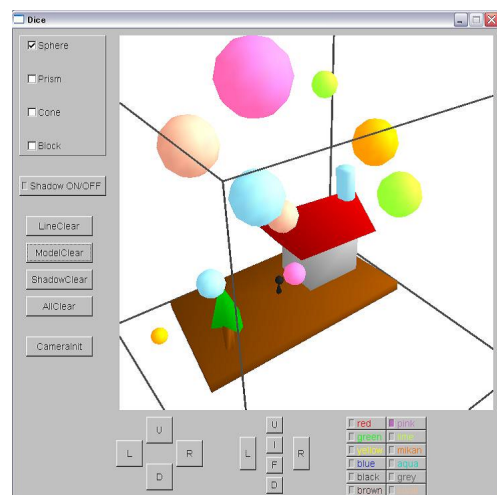 Dice
Sphere
Prism
Cone
Block
Shadow ON/OFF
LineClear
ModelClear
ShadowClear
AllClear
CameraInit
U
L R
D
U
L I R
F
D
red pink
green
yellow mikan
blue aqua
black grey
brown